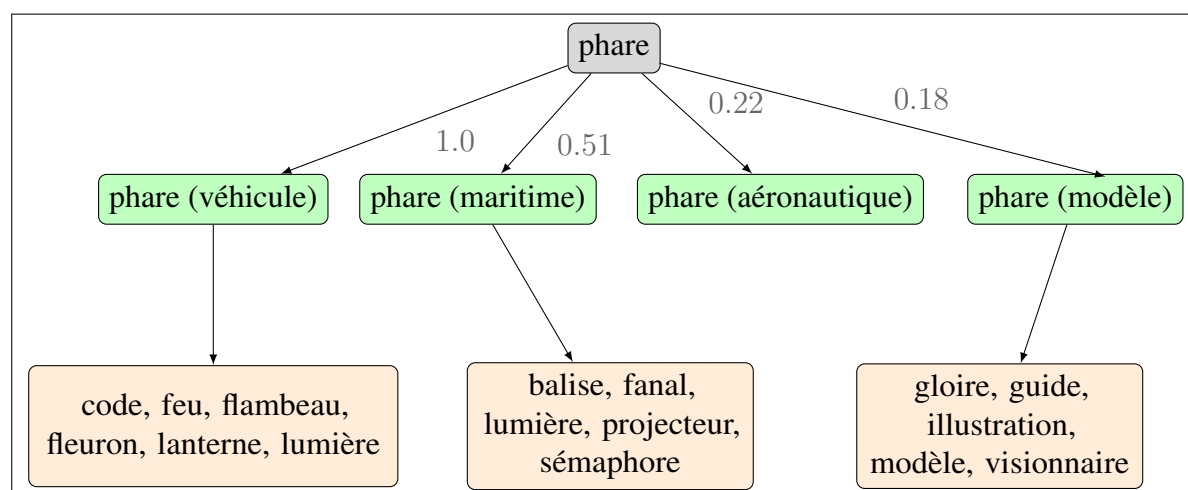 phare
1.0
0.51
0.22
0.18
phare (véhicule)
phare (maritime)
phare (aéronautique)
phare (modèle)
code, feu, flambeau,
fleuron, lanterne, lumière
balise, fanal,
lumière, projecteur,
sémaphore
gloire, guide,
illustration,
modèle, visionnaire